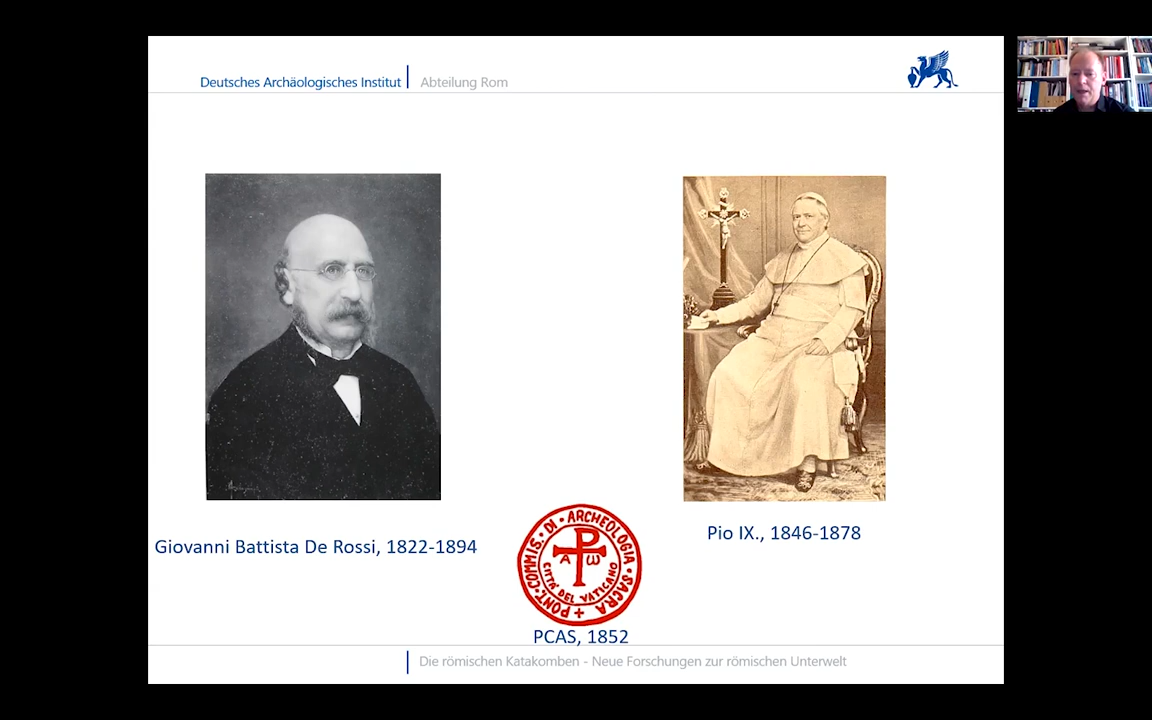 Deutsches Archäologisches Institut | Abteilung Rom
Giovanni Battista De Rossi, 1822-1894
Pio IX., 1846-1878
PONT·COMMIS·DI·ARCHEOLOGIA·SACRA
CITTÀ DEL VATICANO
A ω
PCAS, 1852
Die römischen Katakomben - Neue Forschungen zur römischen Unterwelt